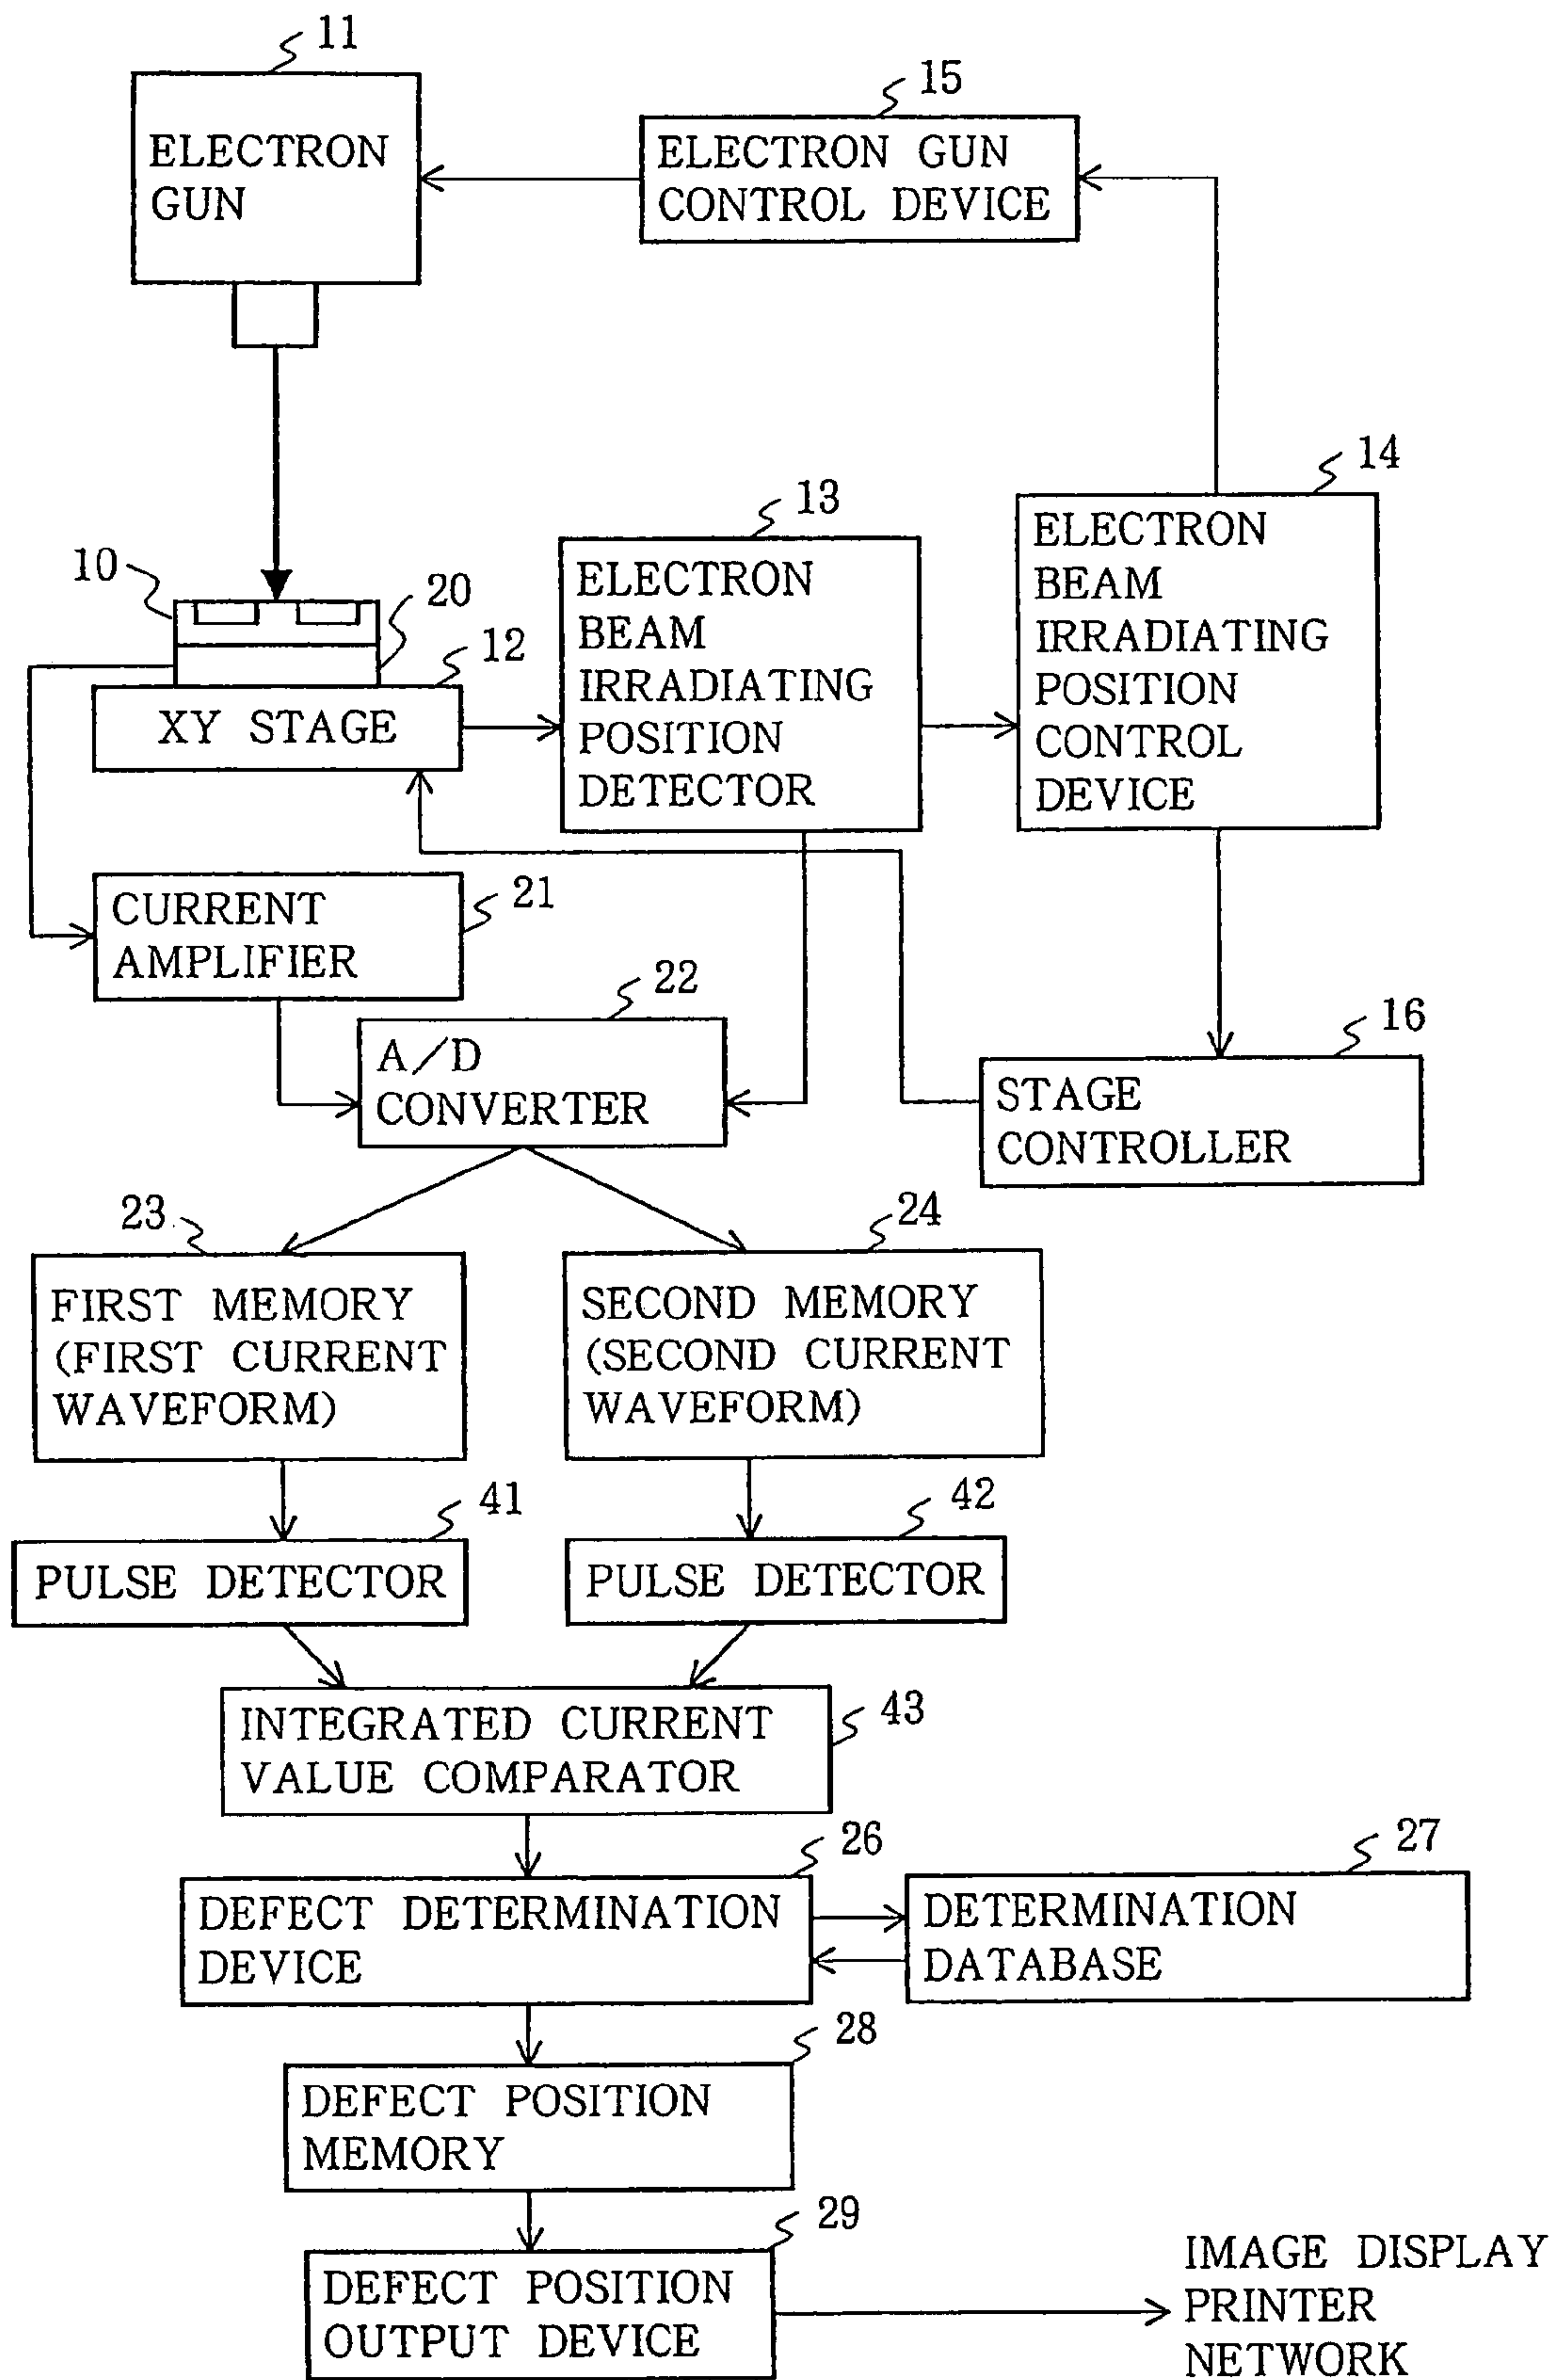 11
ELECTRON
GUN
15
ELECTRON GUN
CONTROL DEVICE
14
ELECTRON
BEAM
IRRADIATING
POSITION
CONTROL
DEVICE
13
ELECTRON
BEAM
IRRADIATING
POSITION
DETECTOR
10
20
12
XY STAGE
21
CURRENT
AMPLIFIER
22
A/D
CONVERTER
16
STAGE
CONTROLLER
23
FIRST MEMORY
(FIRST CURRENT
WAVEFORM)
24
SECOND MEMORY
(SECOND CURRENT
WAVEFORM)
41
PULSE DETECTOR
42
PULSE DETECTOR
43
INTEGRATED CURRENT
VALUE COMPARATOR
26
DEFECT DETERMINATION
DEVICE
27
DETERMINATION
DATABASE
28
DEFECT POSITION
MEMORY
29
DEFECT POSITION
OUTPUT DEVICE
IMAGE DISPLAY
PRINTER
NETWORK